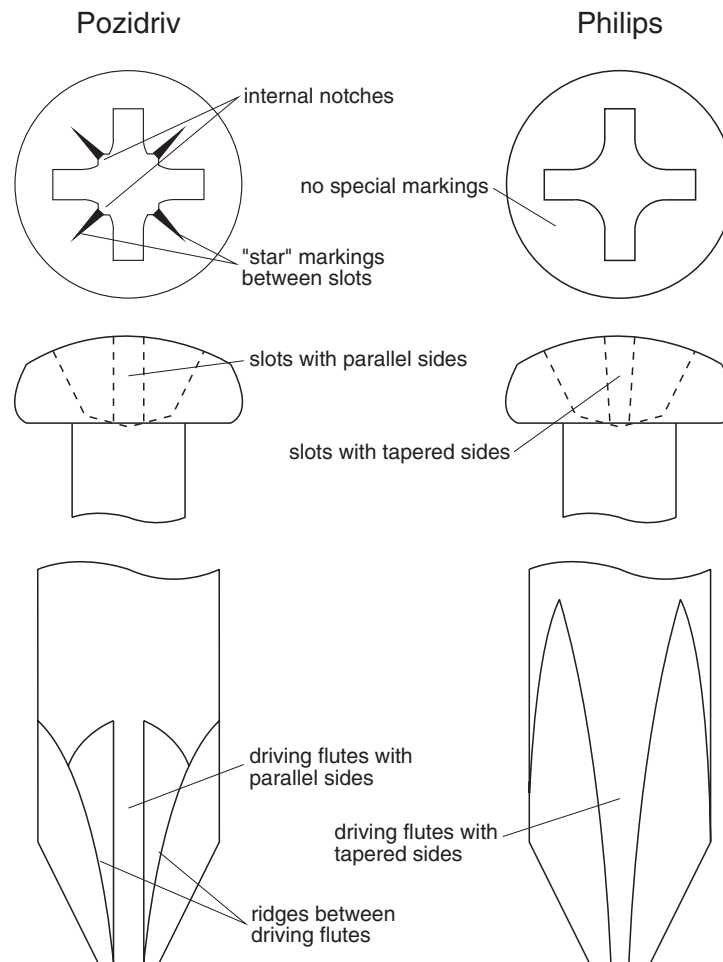 Pozidriv
Philips
internal notches
no special markings
"star" markings
between slots
slots with parallel sides
slots with tapered sides
driving flutes with
parallel sides
driving flutes with
tapered sides
ridges between
driving flutes